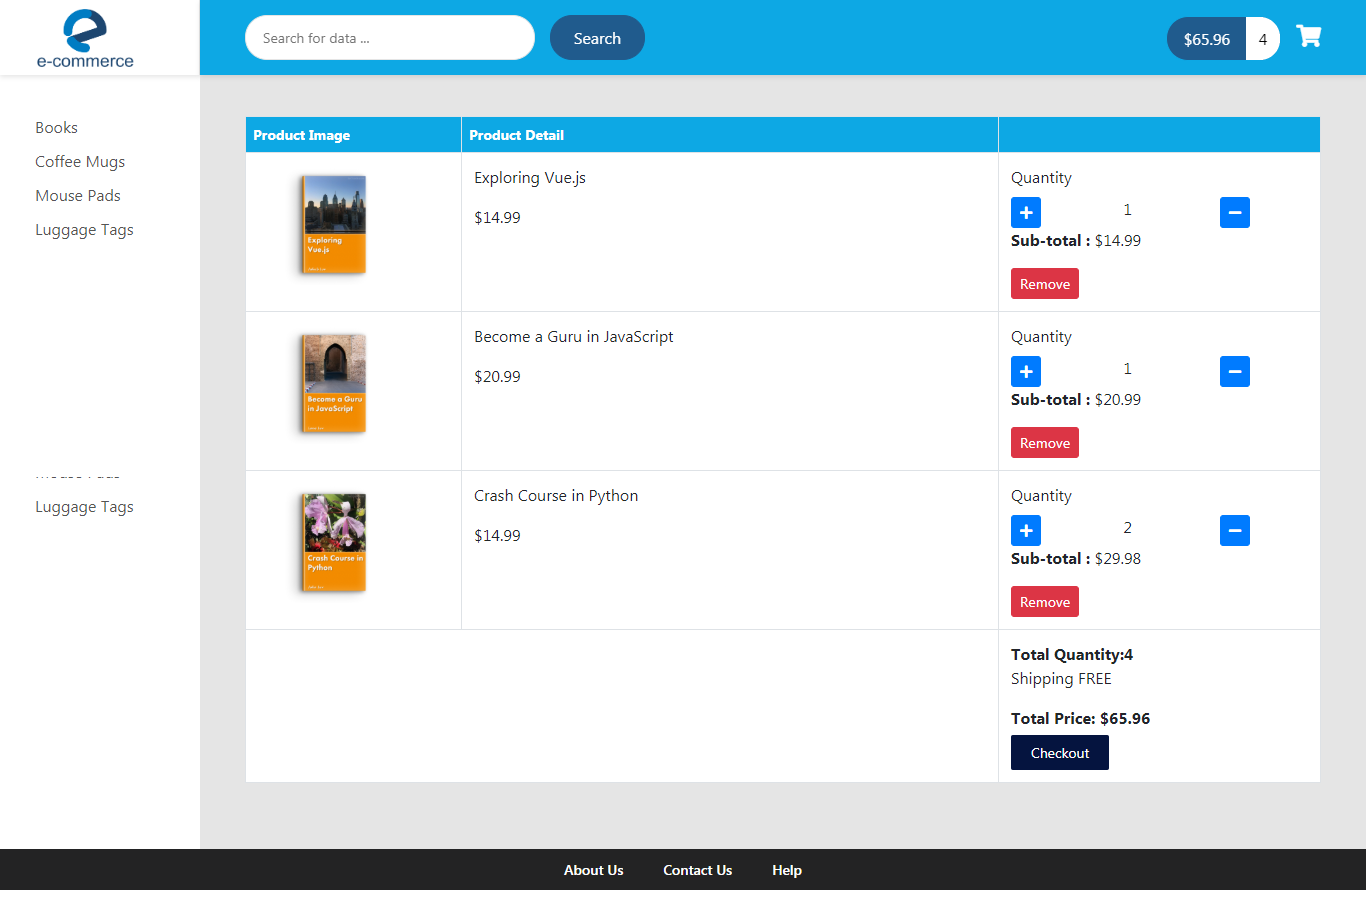 e-commerce
Search for data ...
Search
$65.96 4
Books
Coffee Mugs
Mouse Pads
Luggage Tags
Product Image Product Detail
Exploring Vue.js
Exploring Vue.js
$14.99
Quantity
1
Sub-total : $14.99
Remove
Become a Guru in JavaScript
Become a Guru in JavaScript
$20.99
Quantity
1
Sub-total : $20.99
Remove
Mouse Pads
Luggage Tags
Crash Course in Python
Crash Course in Python
$14.99
Quantity
2
Sub-total : $29.98
Remove
Total Quantity:4
Shipping FREE
Total Price: $65.96
Checkout
About Us Contact Us Help